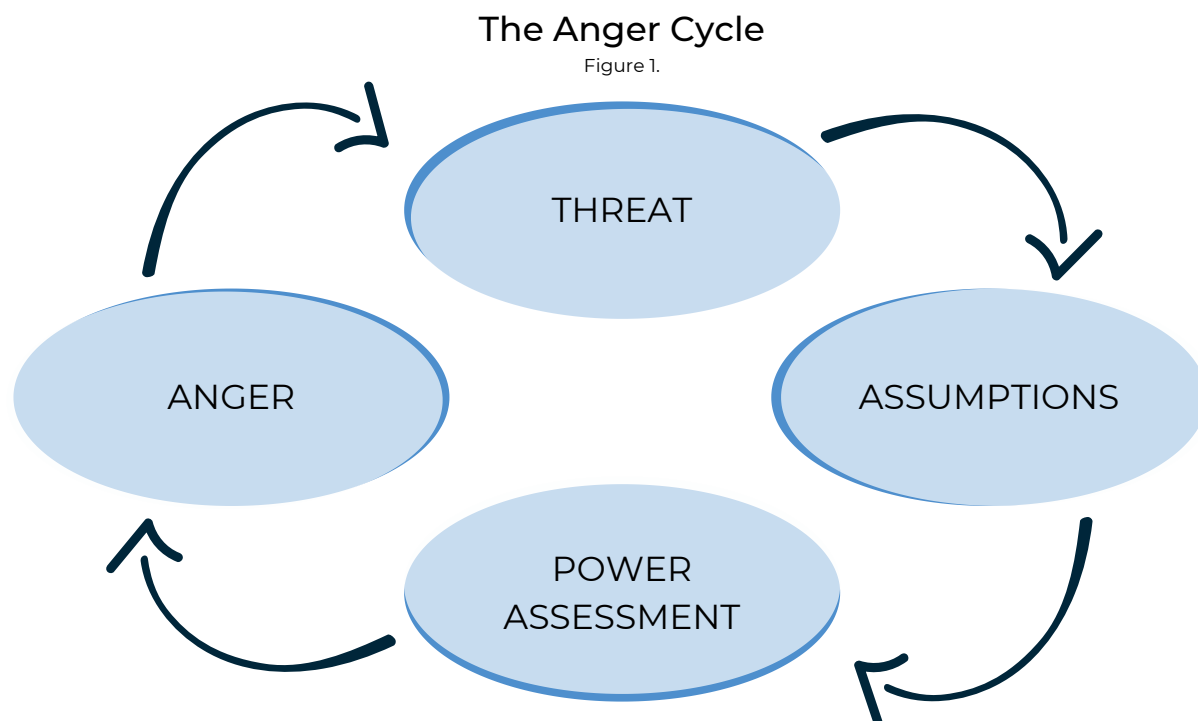 The Anger Cycle
Figure 1.
THREAT
ANGER
ASSUMPTIONS
POWER
ASSESSMENT